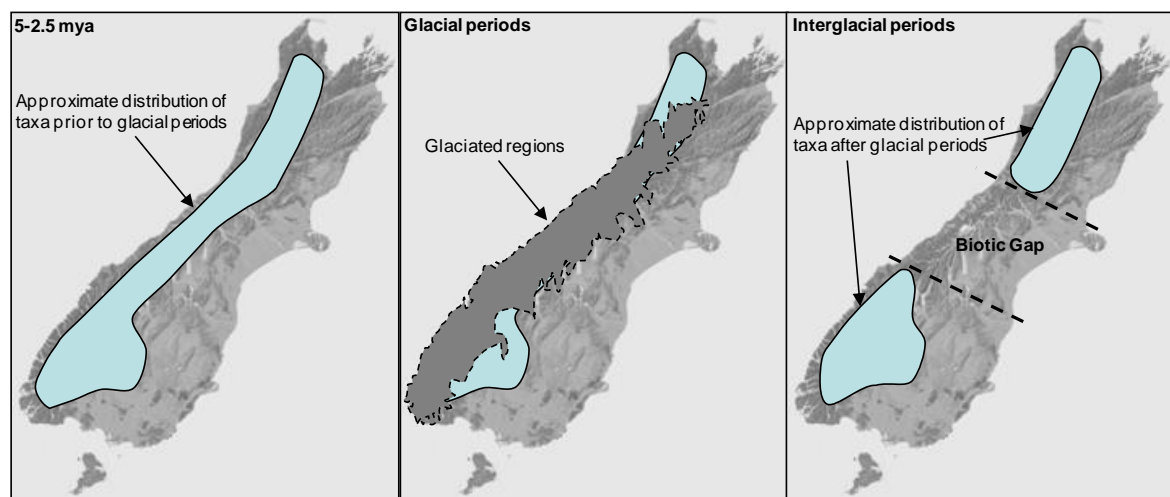 5-2.5 mya
Approximate distribution of
taxa prior to glacial periods
Glacial periods
Glaciated regions
Interglacial periods
Approximate distribution of
taxa after glacial periods
Biotic Gap